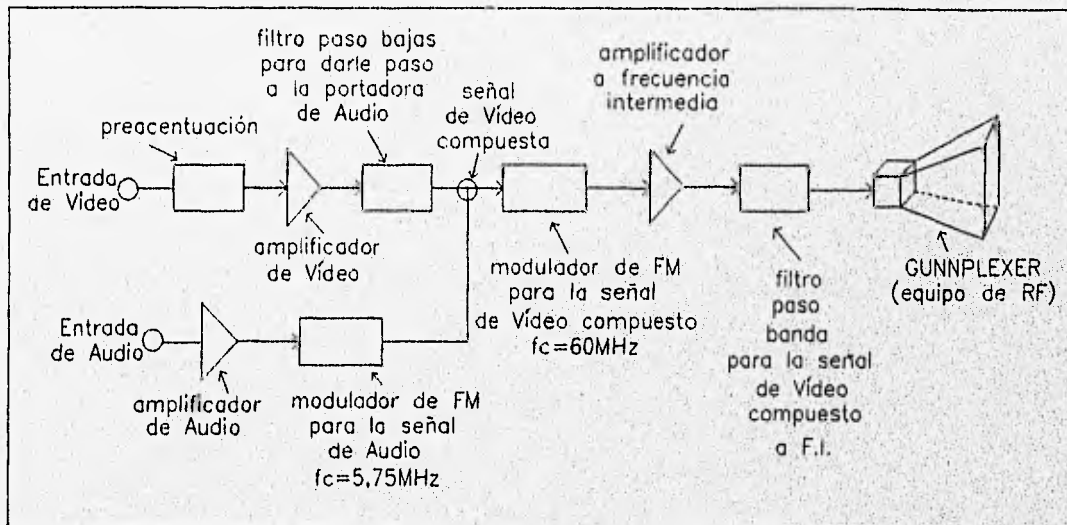 filtro paso bajas
para darle paso
a la portadora
de Audio
preacentuación
señal
de Vídeo
compuesta
amplificador
a frecuencia
intermedia
Entrada
de Vídeo
amplificador
de Vídeo
modulador de FM
para la señal
de Vídeo compuesto
fc=60MHz
filtro
paso
banda
para la señal
de Vídeo
compuesto
a F.I.
GUNNPLEXER
(equipo de RF)
Entrada
de Audio
amplificador
de Audio
modulador de FM
para la señal
de Audio
fc=5,75MHz